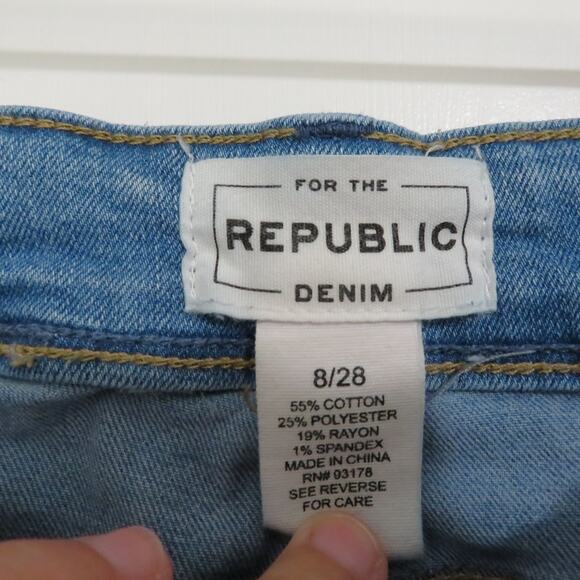 FOR THE
REPUBLIC
DENIM
8/28
55% COTTON
25% POLYESTER
19% RAYON
1% SPANDEX
MADE IN CHINA
RN# 93178
SEE REVERSE
FOR CARE